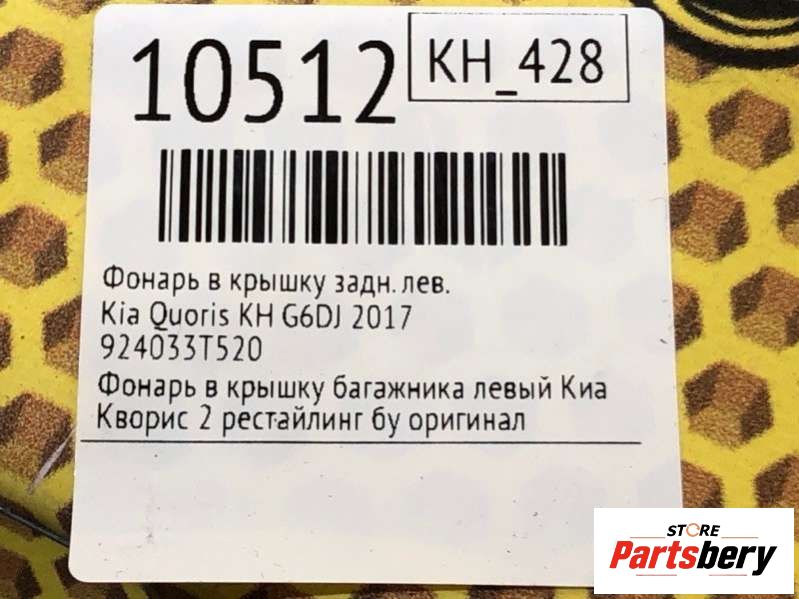 10512
KH_428
Фонарь в крышку задн. лев.
Kia Quoris KH G6DJ 2017
924033T520
Фонарь в крышку багажника левый Киа
Кворис 2 рестайлинг бу оригинал
STORE
Partsbery